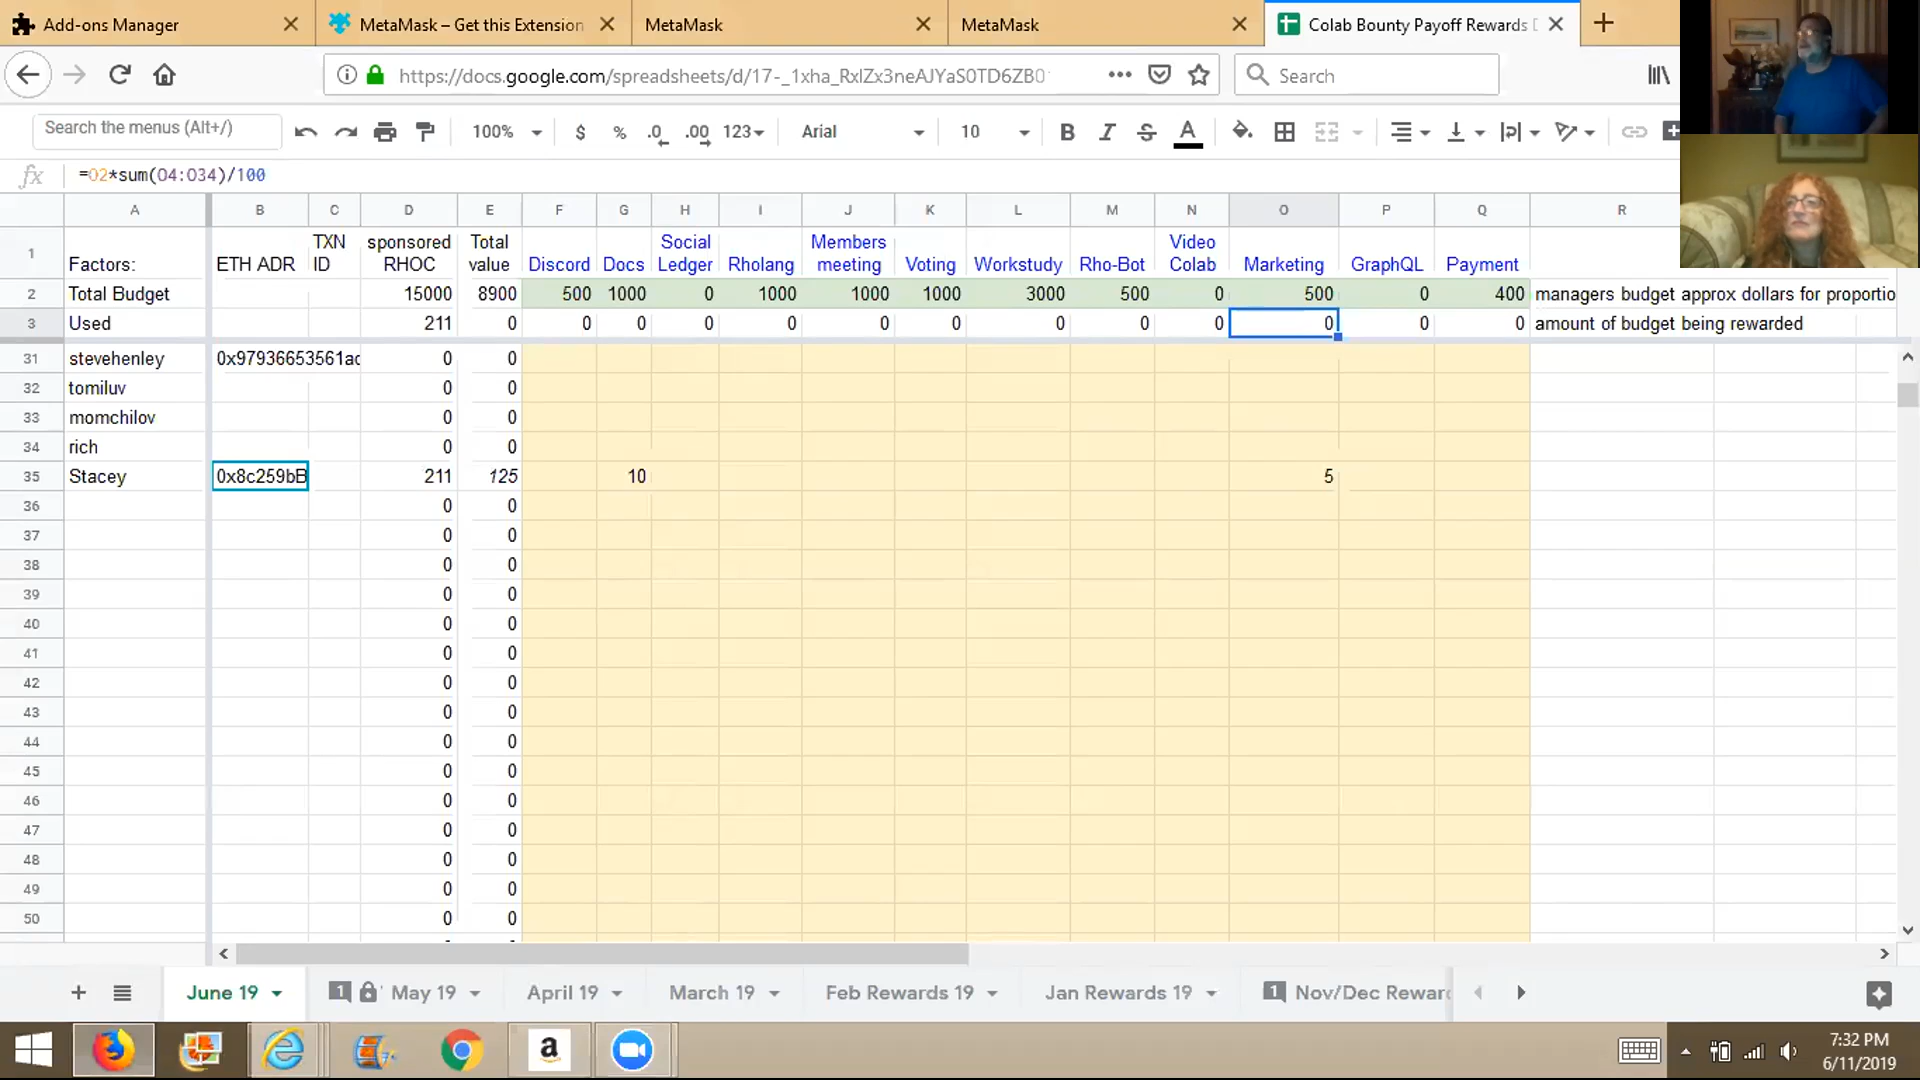 Add-ons Manager
MetaMask – Get this Extension
MetaMask
MetaMask
Colab Bounty Payoff Rewards
https://docs.google.com/spreadsheets/d/17-_1xha_RxlZx3neAJYaS0TD6ZB0
Search
Search the menus (Alt+/)
100%
$
%
.0
.00
123
Arial
10
B
I
S
A
fx
=O2*sum(O4:O34)/100
A B C D E F G H I J K L M N O P Q R
1 Factors: ETH ADR TXN ID sponsored RHOC Total value Discord Docs Social Ledger Rholang Members meeting Voting Workstudy Rho-Bot Video Colab Marketing GraphQL Payment
2 Total Budget 15000 8900 500 1000 0 1000 1000 1000 3000 500 0 500 0 400 managers budget approx dollars for proportio
3 Used 211 0 0 0 0 0 0 0 0 0 0 0 0 0 amount of budget being rewarded
31 stevehenley 0x97936653561ac 0 0
32 tomiluv 0 0
33 momchilov 0 0
34 rich 0 0
35 Stacey 0x8c259bB 211 125 10 5
36 0 0
37 0 0
38 0 0
39 0 0
40 0 0
41 0 0
42 0 0
43 0 0
44 0 0
45 0 0
46 0 0
47 0 0
48 0 0
49 0 0
50 0 0
June 19
1
May 19
April 19
March 19
Feb Rewards 19
Jan Rewards 19
1
Nov/Dec Rewar
a
7:32 PM
6/11/2019